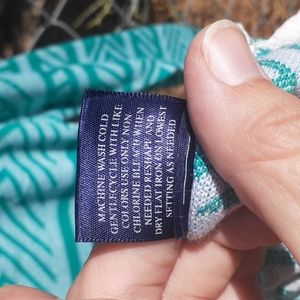 MACHINE WASH COLD
GENTLE CYCLE WITH LIKE
COLORS USE ONLY NON
CHLORINE BLEACH WHEN
NEEDED RESHAPE AND
DRY FLAT IRON ON LOWEST
SETTING AS NEEDED